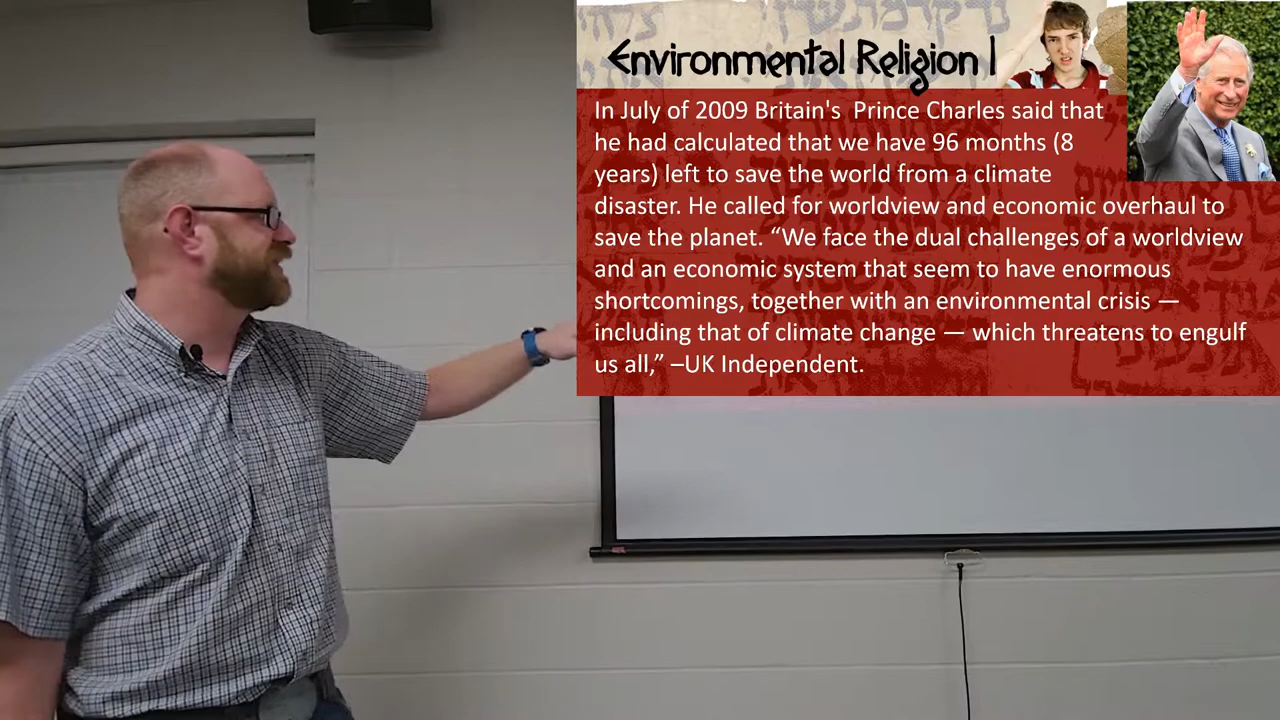 Environmental Religion I
In July of 2009 Britain's  Prince Charles said that
he had calculated that we have 96 months (8
years) left to save the world from a climate
disaster. He called for worldview and economic overhaul to
save the planet. “We face the dual challenges of a worldview
and an economic system that seem to have enormous
shortcomings, together with an environmental crisis —
including that of climate change — which threatens to engulf
us all,” –UK Independent.